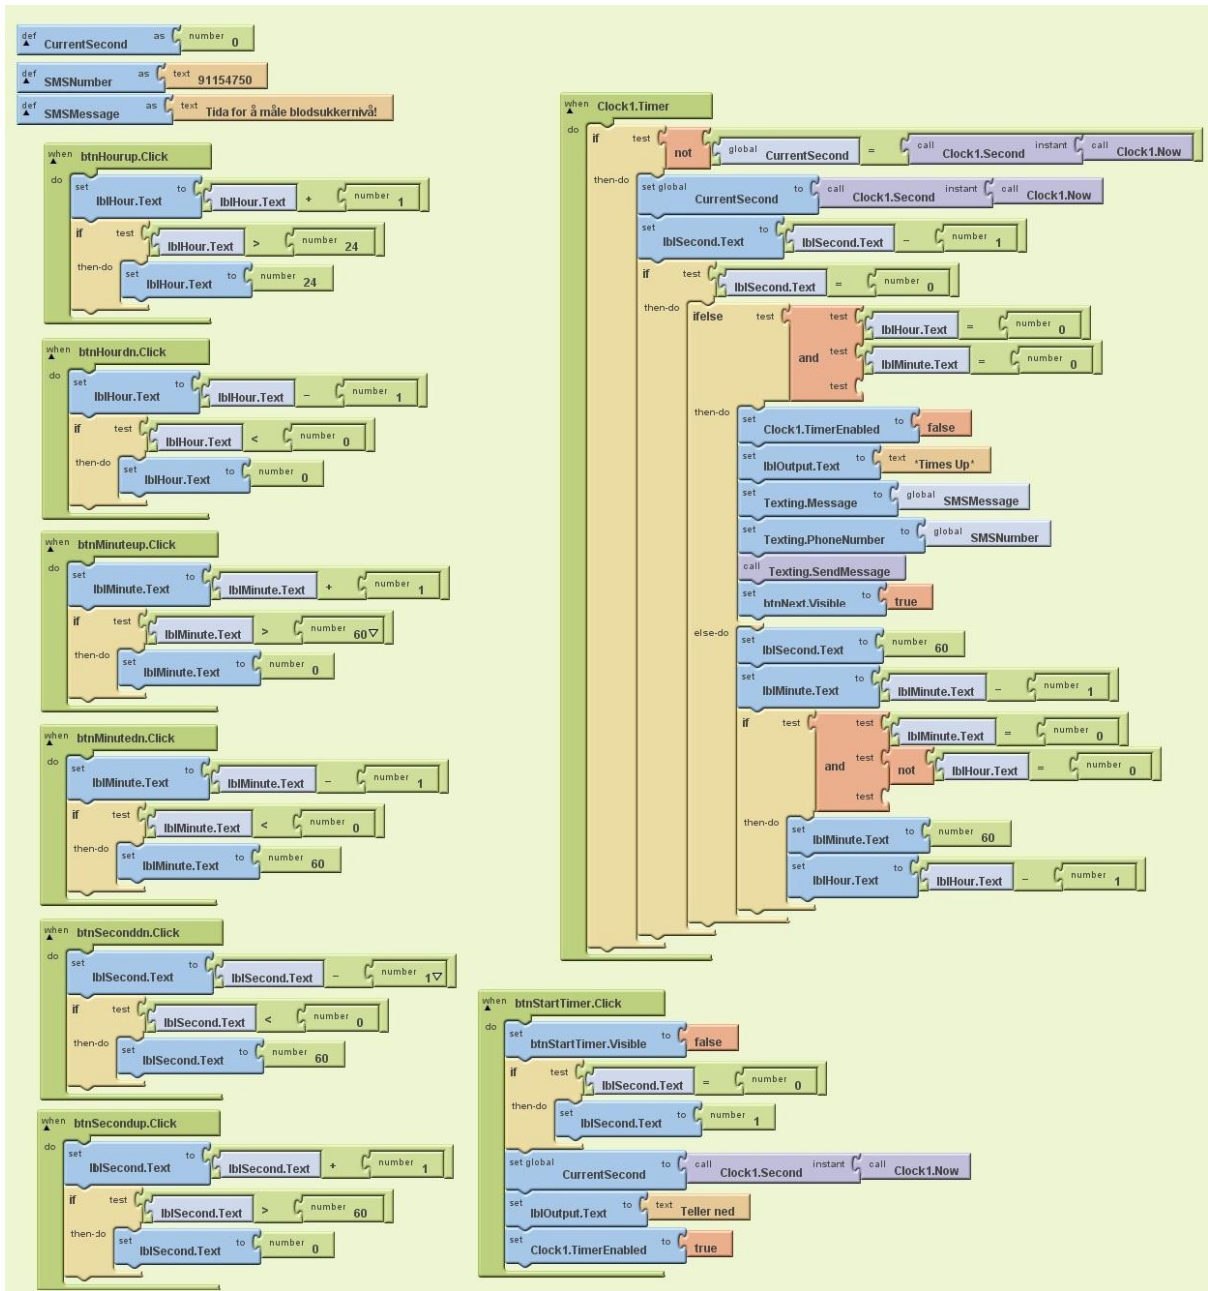 def CurrentSecond as number 0
def SMSNumber as text 91154750
def SMSMessage as text Tida for å måle blodsukkernivå!
when btnHourup.Click
do set lblHour.Text to lblHour.Text + number 1
if test lblHour.Text > number 24
then-do set lblHour.Text to number 24
when btnHourdn.Click
do set lblHour.Text to lblHour.Text - number 1
if test lblHour.Text < number 0
then-do set lblHour.Text to number 0
when btnMinuteup.Click
do set lblMinute.Text to lblMinute.Text + number 1
if test lblMinute.Text > number 60
then-do set lblMinute.Text to number 0
when btnMinutedn.Click
do set lblMinute.Text to lblMinute.Text - number 1
if test lblMinute.Text < number 0
then-do set lblMinute.Text to number 60
when btnSeconddn.Click
do set lblSecond.Text to lblSecond.Text - number 1
if test lblSecond.Text < number 0
then-do set lblSecond.Text to number 60
when btnSecondup.Click
do set lblSecond.Text to lblSecond.Text + number 1
if test lblSecond.Text > number 60
then-do set lblSecond.Text to number 0
when Clock1.Timer
do if test not global CurrentSecond = call Clock1.Second instant call Clock1.Now
then-do set global CurrentSecond to call Clock1.Second instant call Clock1.Now
set lblSecond.Text to lblSecond.Text - number 1
if test lblSecond.Text = number 0
then-do ifelse test and test lblHour.Text = number 0
test lblMinute.Text = number 0
test
then-do set Clock1.TimerEnabled to false
set lblOutput.Text to text *Times Up*
set Texting.Message to global SMSMessage
set Texting.PhoneNumber to global SMSNumber
call Texting.SendMessage
set btnNext.Visible to true
else-do set lblSecond.Text to number 60
set lblMinute.Text to lblMinute.Text - number 1
if test and test lblMinute.Text = number 0
test not lblHour.Text = number 0
test
then-do set lblMinute.Text to number 60
set lblHour.Text to lblHour.Text - number 1
when btnStartTimer.Click
do set btnStartTimer.Visible to false
if test lblSecond.Text = number 0
then-do set lblSecond.Text to number 1
set global CurrentSecond to call Clock1.Second instant call Clock1.Now
set lblOutput.Text to text Teller ned
set Clock1.TimerEnabled to true